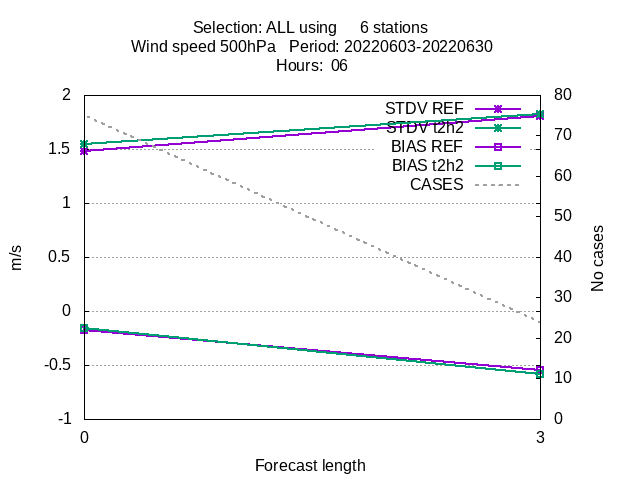 Selection: ALL using     6 stations
Wind speed 500hPa   Period: 20220603-20220630
Hours:  06
2
1.5
1
0.5
0
-0.5
-1
80
70
60
50
40
30
20
10
0
STDV REF
STDV t2h2
BIAS REF
BIAS t2h2
CASES
m/s
No cases
0
3
Forecast length